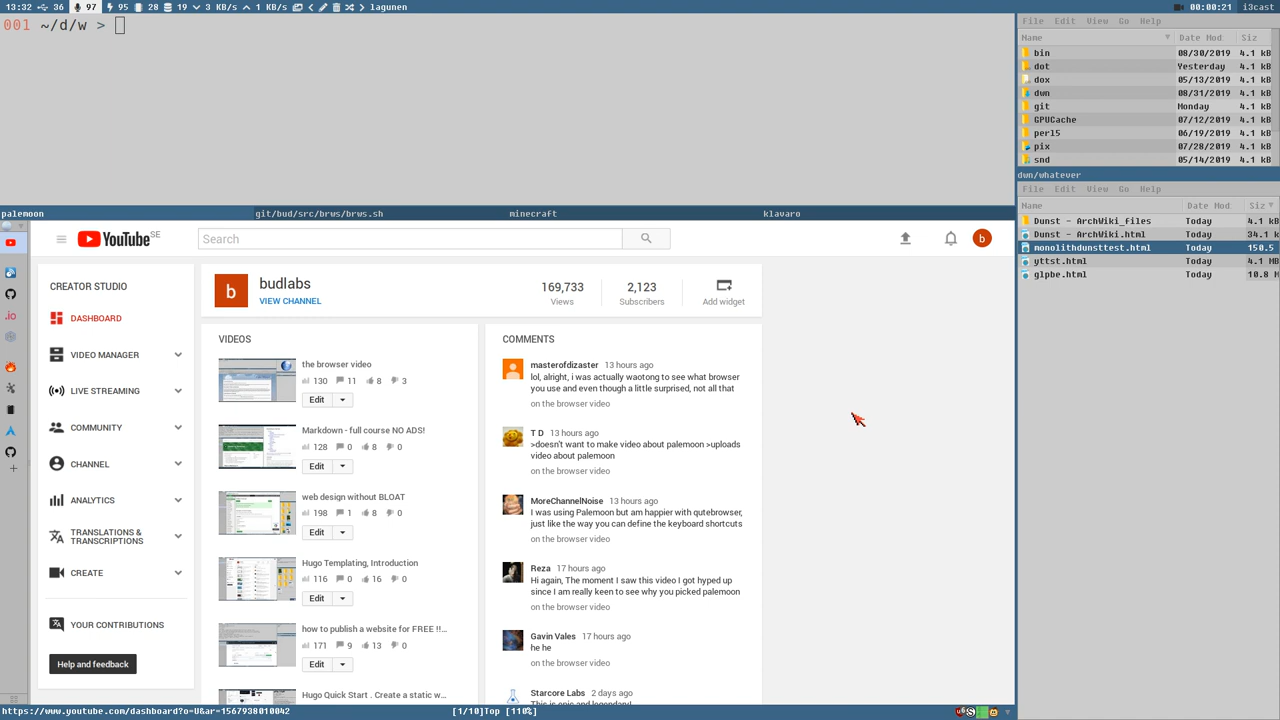 13:32 36 97 95 28 19 3 KB/s 1 KB/s lagunen 00:00:21 i3cast
001 ~/d/w >
File Edit View Go Help
Name Date Mod Siz
bin 08/30/2019 4.1 kB
dot Yesterday 4.1 kB
dox 05/13/2019 4.1 kB
dwn 08/31/2019 4.1 kB
git Monday 4.1 kB
GPUCache 07/12/2019 4.1 kB
perl5 06/19/2019 4.1 kB
pix 07/28/2019 4.1 kB
snd 05/14/2019 4.1 kB
dwn/whatever
File Edit View Go Help
Name Date Mod Siz
Dunst – ArchWiki_files Today 4.1 k
Dunst – ArchWiki.html Today 34.1 k
monolithdunsttest.html Today 150.5
yttst.html Today 4.1 M
glpbe.html Today 10.8 M
palemoon git/bud/src/brws/brws.sh minecraft klavaro
YouTube SE
Search
b
CREATOR STUDIO
DASHBOARD
VIDEO MANAGER
LIVE STREAMING
COMMUNITY
CHANNEL
ANALYTICS
TRANSLATIONS &
TRANSCRIPTIONS
CREATE
YOUR CONTRIBUTIONS
Help and feedback
b
budlabs
VIEW CHANNEL
169,733
Views
2,123
Subscribers
Add widget
VIDEOS
the browser video
130 11 8 3
Edit
Markdown - full course NO ADS!
128 0 8 0
Edit
web design without BLOAT
198 1 8 0
Edit
Hugo Templating, Introduction
116 0 16 0
Edit
how to publish a website for FREE !!...
171 9 13 0
Edit
Hugo Quick Start . Create a static w...
COMMENTS
masterofdizaster 13 hours ago
lol, alright, i was actually waotong to see what browser
you use and even though a little surprised, not all that
on the browser video
T D 13 hours ago
>doesn't want to make video about palemoon >uploads
video about palemoon
on the browser video
MoreChannelNoise 13 hours ago
I was using Palemoon but am happier with qutebrowser,
just like the way you can define the keyboard shortcuts
on the browser video
Reza 17 hours ago
Hi again, The moment I saw this video I got hyped up
since I am really keen to see why you picked palemoon
on the browser video
Gavin Vales 17 hours ago
he he
on the browser video
Starcore Labs 2 days ago
This is epic and legendary!
.io
https://www.youtube.com/dashboard?o=U&ar=1567938010042 [1/10]Top [110%]